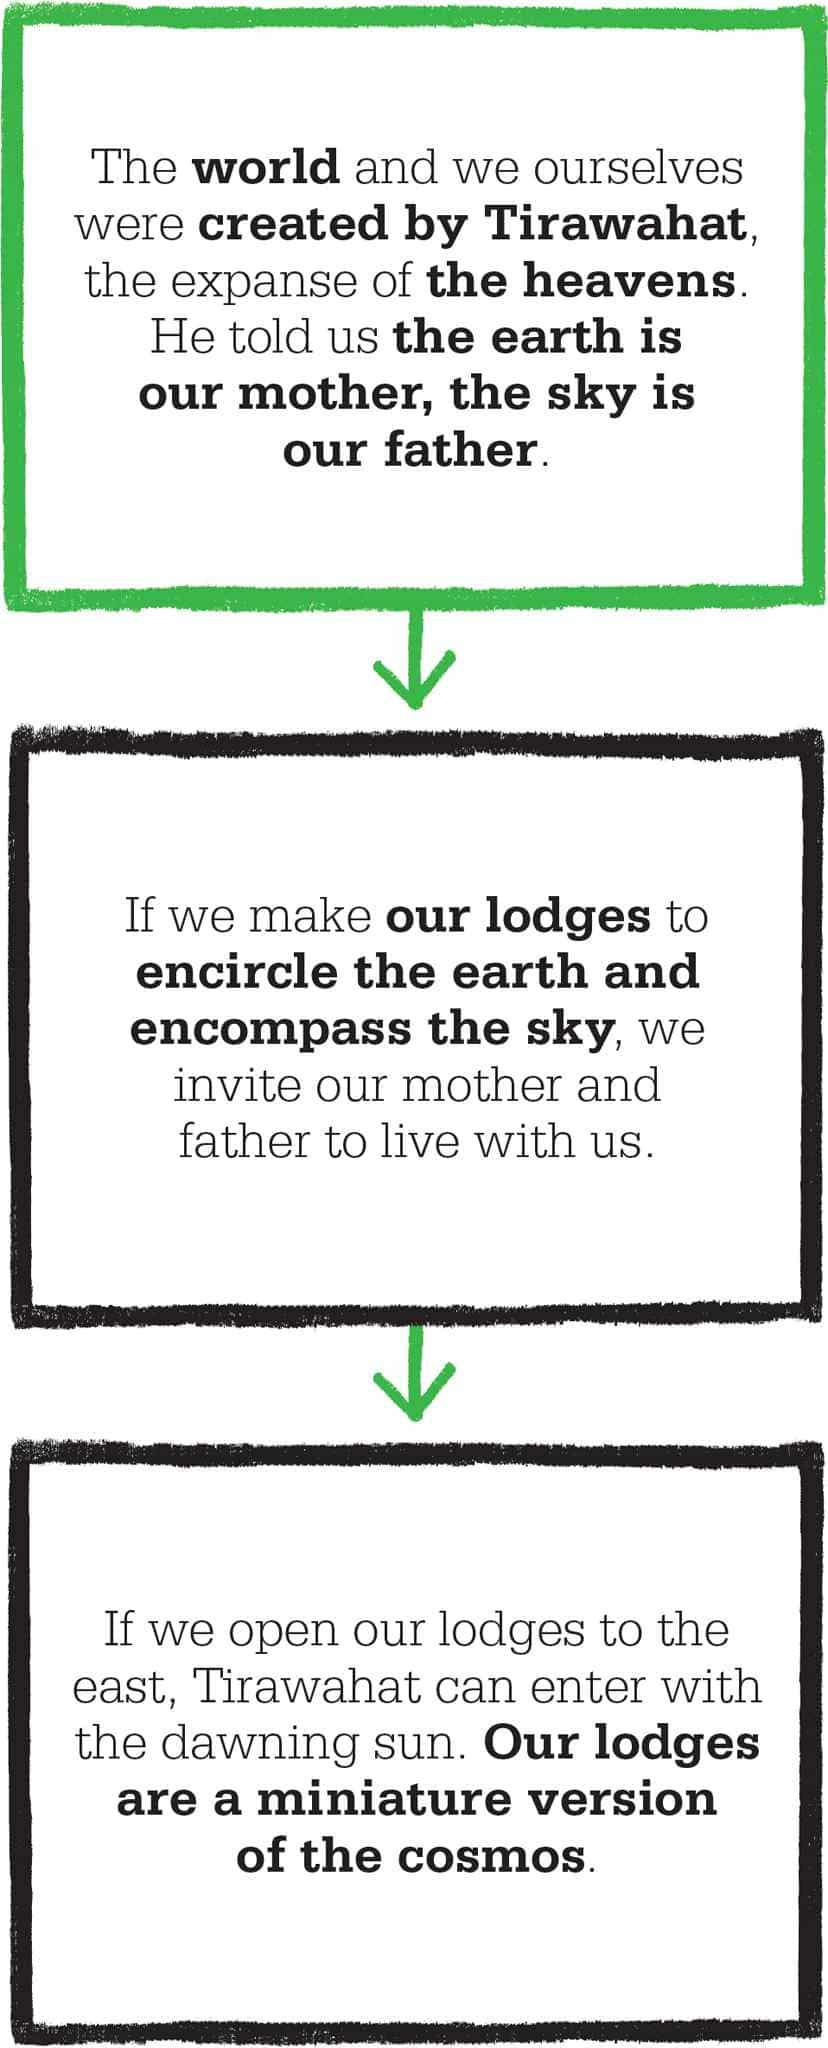 The world and we ourselves
were created by Tirawahat,
the expanse of the heavens.
He told us the earth is
our mother, the sky is
our father.
If we make our lodges to
encircle the earth and
encompass the sky, we
invite our mother and
father to live with us.
If we open our lodges to the
east, Tirawahat can enter with
the dawning sun. Our lodges
are a miniature version
of the cosmos.